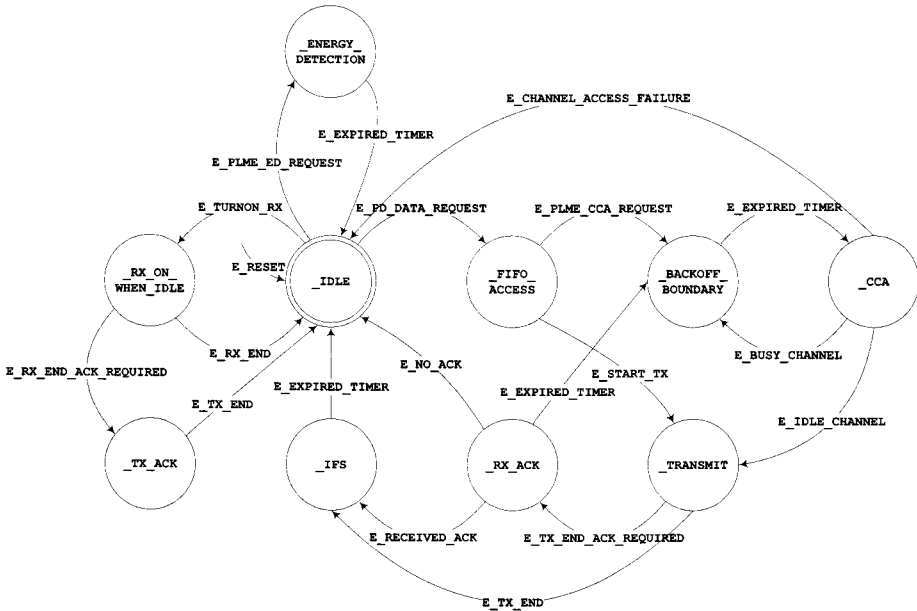 _ENERGY_
DETECTION
E_CHANNEL_ACCESS_FAILURE
E_EXPIRED_TIMER
E_PLME_ED_REQUEST
E_TURNON_RX
E_PD_DATA_REQUEST
E_PLME_CCA_REQUEST
E_EXPIRED_TIMER
_RX_ON_
WHEN_IDLE
E_RESET
_IDLE
_FIFO_
ACCESS
_BACKOFF_
BOUNDARY
_CCA
E_RX_END
E_NO_ACK
E_BUSY_CHANNEL
E_RX_END_ACK_REQUIRED
E_START_TX
E_EXPIRED_TIMER
E_EXPIRED_TIMER
E_TX_END
E_IDLE_CHANNEL
_TX_ACK
_IFS
_RX_ACK
_TRANSMIT
E_RECEIVED_ACK
E_TX_END_ACK_REQUIRED
E_TX_END